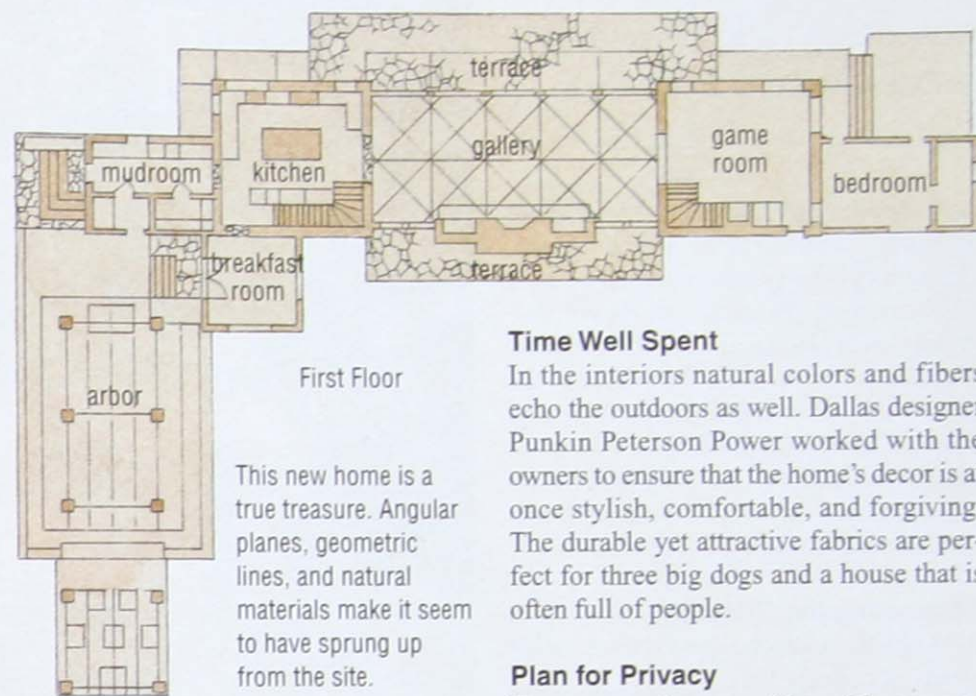 terrace
gallery
game
room
mudroom
kitchen
bedroom
breakfast
room
terrace
arbor
First Floor
This new home is a
true treasure. Angular
planes, geometric
lines, and natural
materials make it seem
to have sprung up
from the site.
Time Well Spent
In the interiors natural colors and fibers
echo the outdoors as well. Dallas designer
Punkin Peterson Power worked with the
owners to ensure that the home's decor is a
once stylish, comfortable, and forgiving
The durable yet attractive fabrics are per-
fect for three big dogs and a house that is
often full of people.
Plan for Privacy